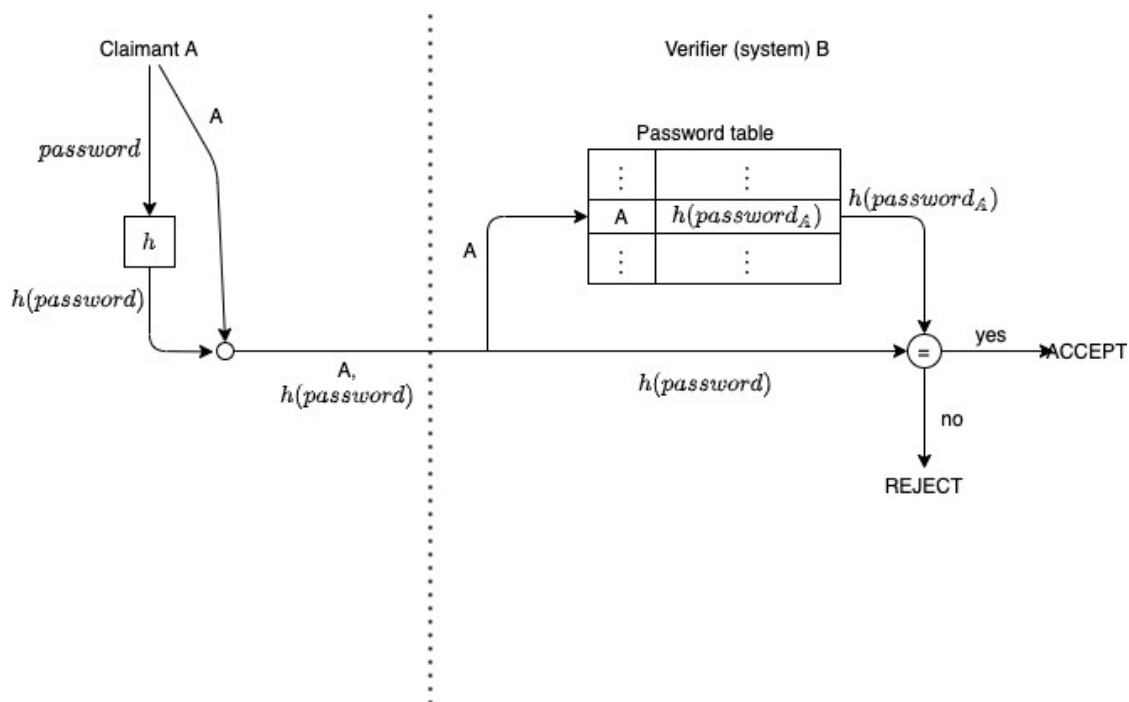 Claimant A
Verifier (system) B
A
password
Password table
⋮ ⋮
A h(password_A)
⋮ ⋮
h(password_A)
h
A
h(password)
=
yes
ACCEPT
A,
h(password)
h(password)
no
REJECT